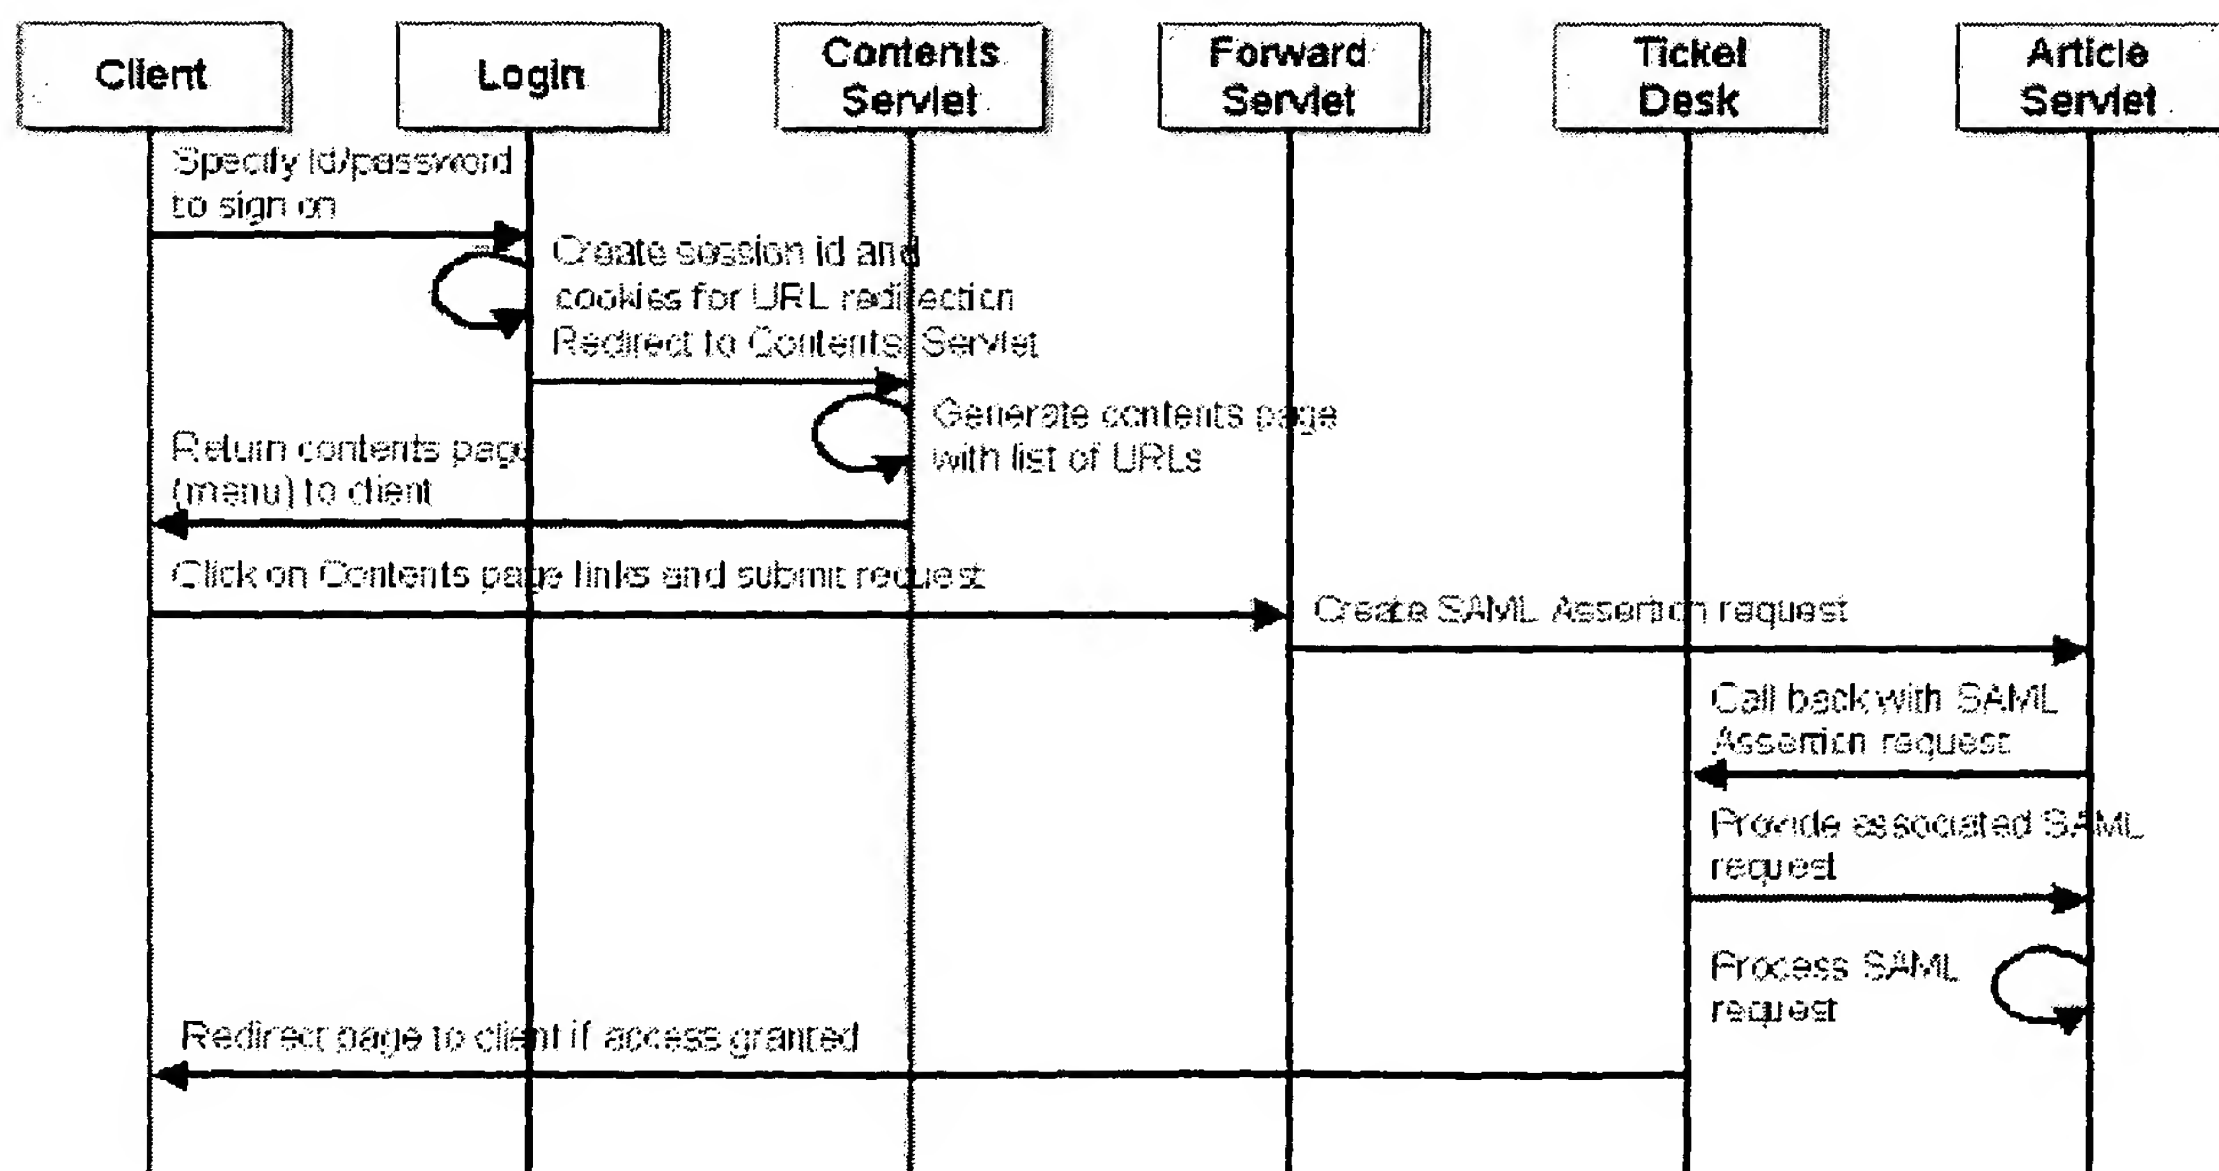 Client
Login
Contents
Servlet
Forward
Servlet
Ticket
Desk
Article
Servlet
Specify id/password
to sign on
Create session id and
cookies for URL redirection
Redirect to Contents Servlet
Generate contents page
with list of URLs
Return contents page
(menu) to client
Click on Contents page links and submit request
Create SAML Assertion request
Call back with SAML
Assertion request
Provide associated SAML
request
Process SAML
request
Redirect page to client if access granted